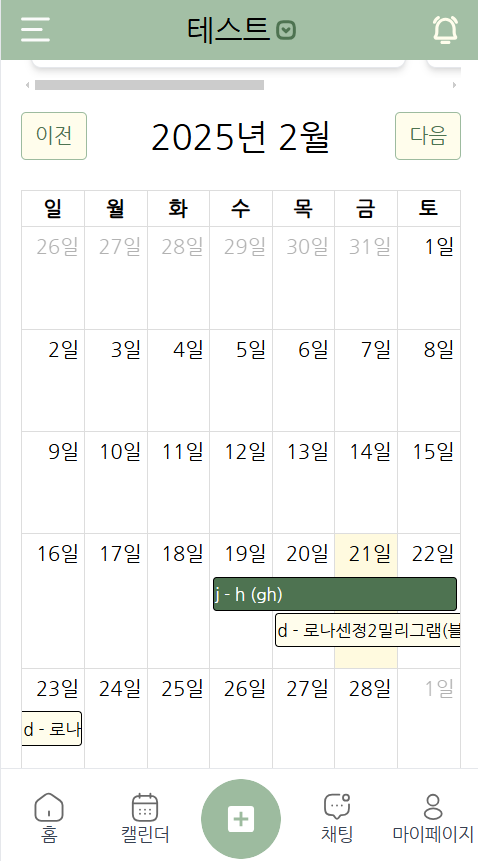 테스트
이전
2025년 2월
다음
일 월 화 수 목 금 토
26일 27일 28일 29일 30일 31일 1일
2일 3일 4일 5일 6일 7일 8일
9일 10일 11일 12일 13일 14일 15일
16일 17일 18일 19일 20일 21일 22일
j - h (gh)
d - 로나센정2밀리그램(블
23일 24일 25일 26일 27일 28일 1일
d - 로나
홈 캘린더 채팅 마이페이지